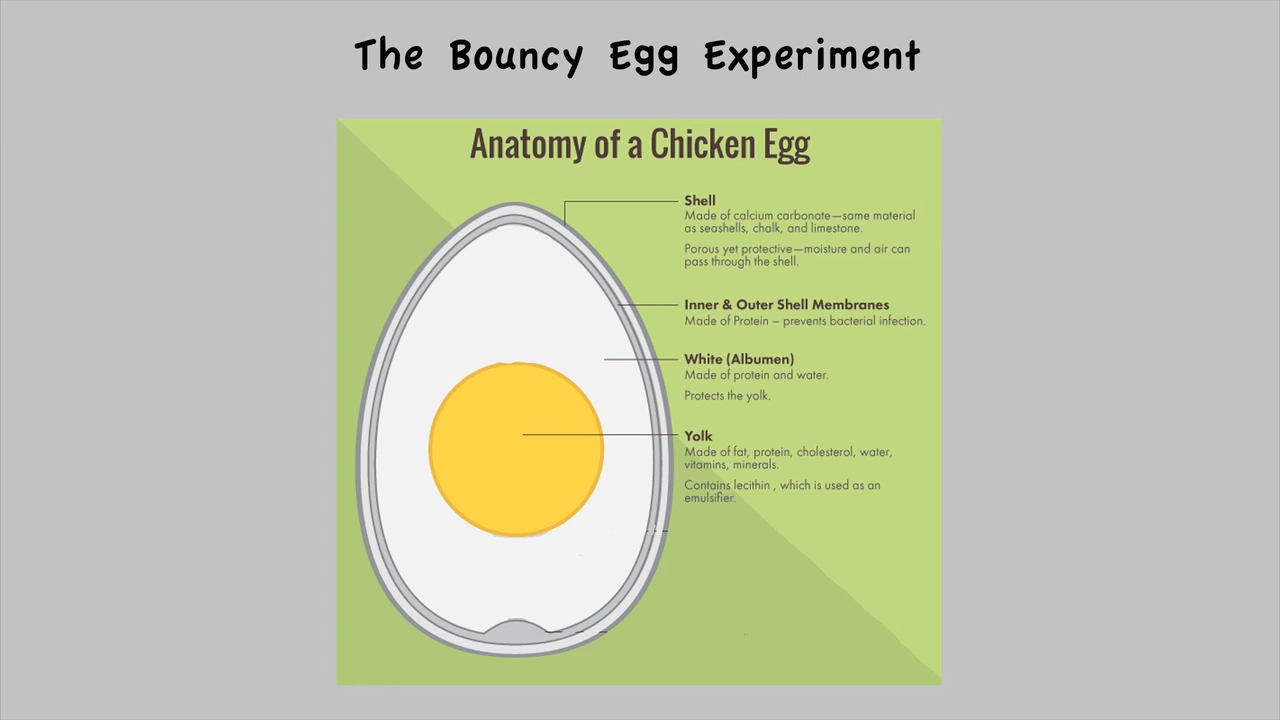 The Bouncy Egg Experiment
Anatomy of a Chicken Egg
Shell
Made of calcium carbonate—same material
as seashells, chalk, and limestone.
Porous yet protective—moisture and air can
pass through the shell.
Inner & Outer Shell Membranes
Made of Protein – prevents bacterial infection.
White (Albumen)
Made of protein and water.
Protects the yolk.
Yolk
Made of fat, protein, cholesterol, water,
vitamins, minerals.
Contains lecithin , which is used as an
emulsifier.